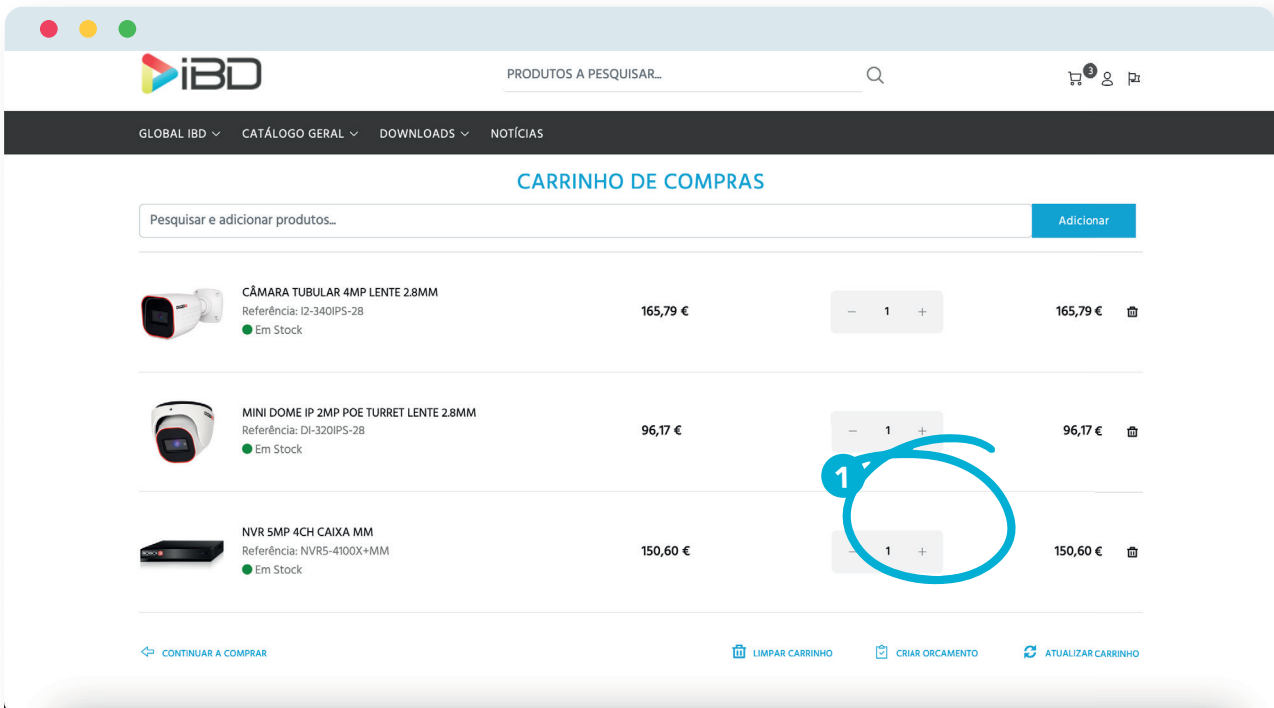 iBD
PRODUTOS A PESQUISAR...
3
GLOBAL IBD CATÁLOGO GERAL DOWNLOADS NOTÍCIAS
CARRINHO DE COMPRAS
Pesquisar e adicionar produtos... Adicionar
CÂMARA TUBULAR 4MP LENTE 2.8MM
Referência: I2-340IPS-28
Em Stock
165,79 € − 1 + 165,79 €
MINI DOME IP 2MP POE TURRET LENTE 2.8MM
Referência: DI-320IPS-28
Em Stock
96,17 € − 1 + 96,17 €
1
NVR 5MP 4CH CAIXA MM
Referência: NVR5-4100X+MM
Em Stock
150,60 € − 1 + 150,60 €
CONTINUAR A COMPRAR LIMPAR CARRINHO CRIAR ORCAMENTO ATUALIZAR CARRINHO